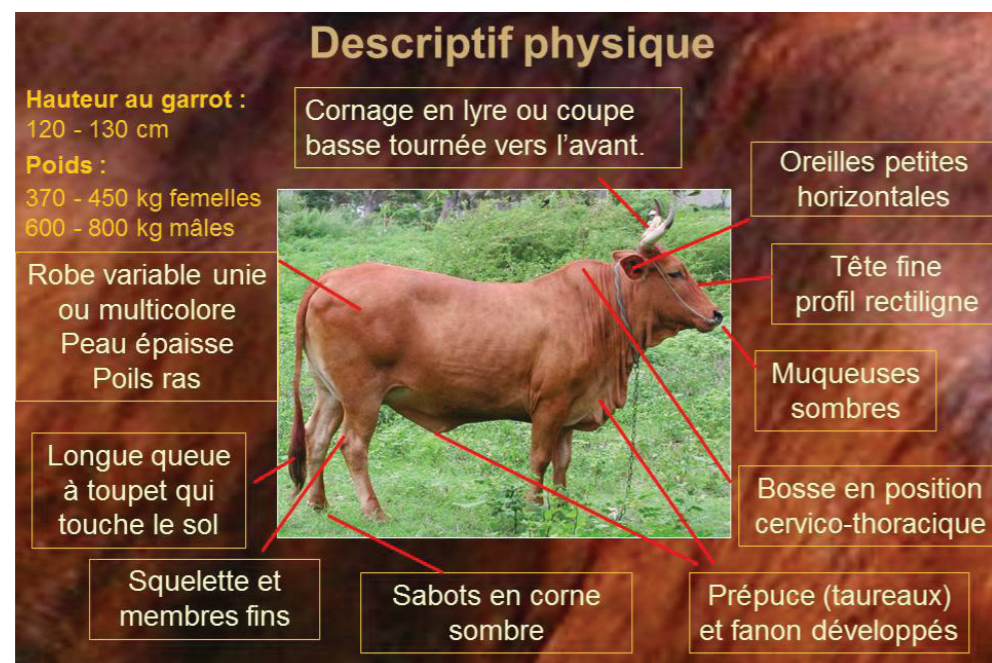 Descriptif physique
Hauteur au garrot :
120 - 130 cm
Poids :
370 - 450 kg femelles
600 - 800 kg mâles
Cornage en lyre ou coupe
basse tournée vers l’avant.
Oreilles petites
horizontales
Robe variable unie
ou multicolore
Peau épaisse
Poils ras
Tête fine
profil rectiligne
Muqueuses
sombres
Longue queue
à toupet qui
touche le sol
Bosse en position
cervico-thoracique
Squelette et
membres fins
Sabots en corne
sombre
Prépuce (taureaux)
et fanon développés